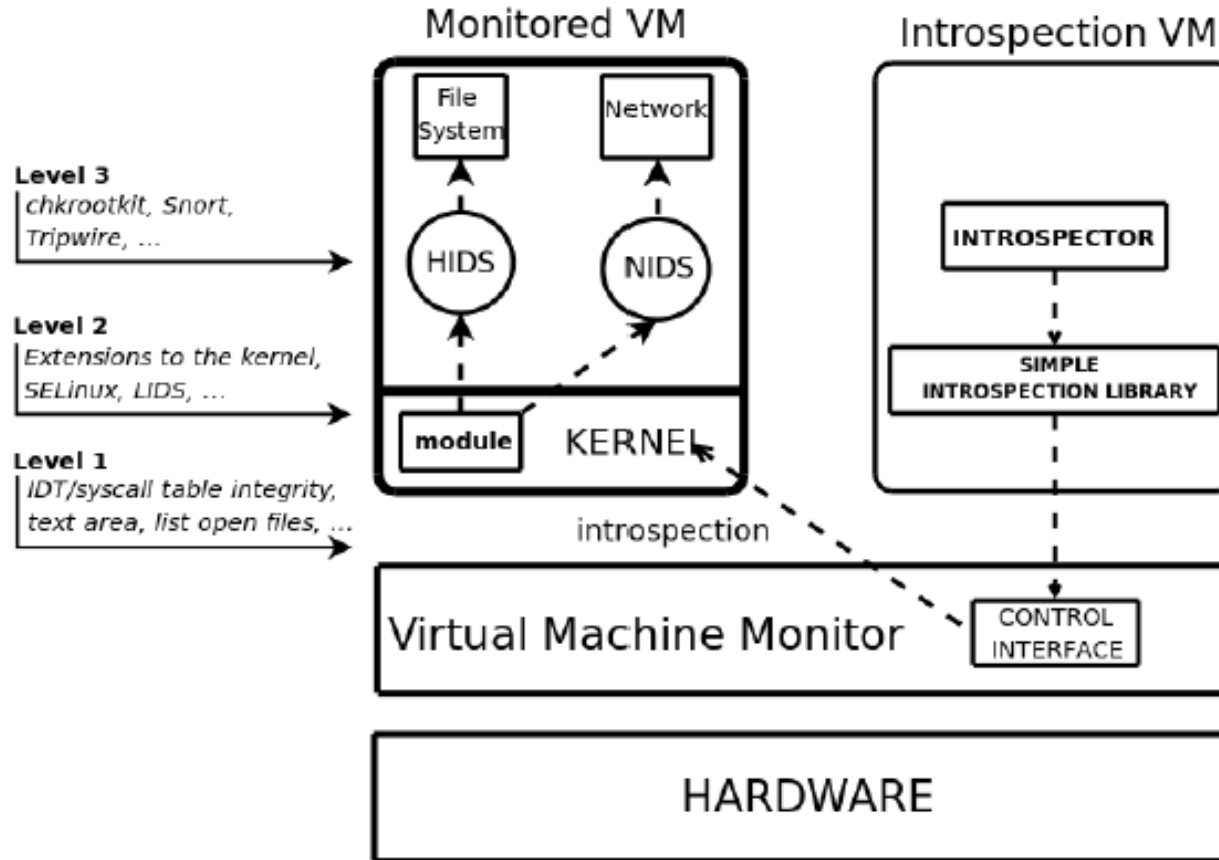 Monitored VM
Introspection VM
File
System
Network
Level 3
chkrootkit, Snort,
Tripwire, ...
HIDS
NIDS
INTROSPECTOR
Level 2
Extensions to the kernel,
SELinux, LIDS, ...
SIMPLE
INTROSPECTION LIBRARY
module
KERNEL
Level 1
IDT/syscall table integrity,
text area, list open files, ...
introspection
Virtual Machine Monitor
CONTROL
INTERFACE
HARDWARE